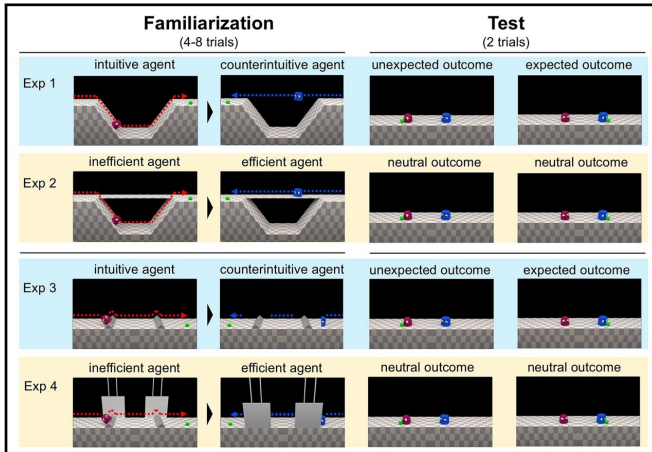 Familiarization Test
(4-8 trials) (2 trials)
intuitive agent counterintuitive agent unexpected outcome expected outcome
Exp 1
inefficient agent efficient agent neutral outcome neutral outcome
Exp 2
intuitive agent counterintuitive agent unexpected outcome expected outcome
Exp 3
inefficient agent efficient agent neutral outcome neutral outcome
Exp 4